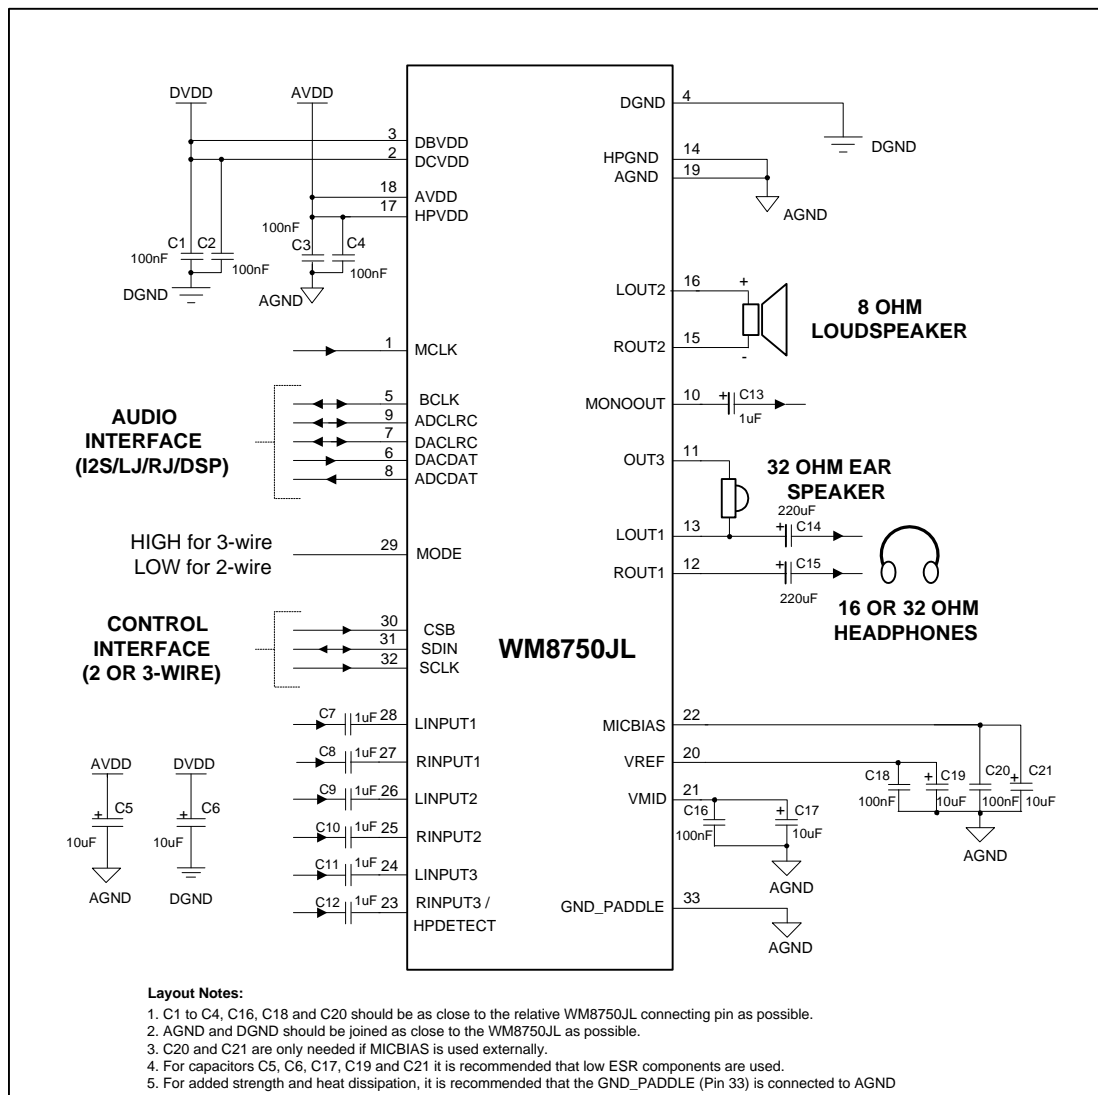 DVDD
AVDD
3
DBVDD
2
DCVDD
18
AVDD
17
HPVDD
100nF
C1
C2
100nF
100nF
C3
C4
100nF
DGND
AGND
1
MCLK
AUDIO
INTERFACE
(I2S/LJ/RJ/DSP)
5
BCLK
9
ADCLRC
7
DACLRC
6
DACDAT
8
ADCDAT
HIGH for 3-wire
LOW for 2-wire
29
MODE
CONTROL
INTERFACE
(2 OR 3-WIRE)
30
CSB
31
SDIN
32
SCLK
C7
1uF
28
LINPUT1
C8
1uF
27
RINPUT1
C9
1uF
26
LINPUT2
C10
1uF
25
RINPUT2
C11
1uF
24
LINPUT3
C12
1uF
23
RINPUT3 /
HPDETECT
AVDD
+
C5
10uF
AGND
DVDD
+
C6
10uF
DGND
WM8750JL
DGND
4
DGND
HPGND
14
AGND
19
AGND
LOUT2
16
+
ROUT2
15
-
8 OHM
LOUDSPEAKER
MONOOUT
10
+
C13
1uF
OUT3
11
32 OHM EAR
SPEAKER
LOUT1
13
220uF
+
C14
ROUT1
12
+
C15
220uF
16 OR 32 OHM
HEADPHONES
MICBIAS
22
VREF
20
C18
100nF
+
C19
10uF
C20
100nF
+
C21
10uF
AGND
VMID
21
C16
100nF
+
C17
10uF
AGND
GND_PADDLE
33
AGND
Layout Notes:
1. C1 to C4, C16, C18 and C20 should be as close to the relative WM8750JL connecting pin as possible.
2. AGND and DGND should be joined as close to the WM8750JL as possible.
3. C20 and C21 are only needed if MICBIAS is used externally.
4. For capacitors C5, C6, C17, C19 and C21 it is recommended that low ESR components are used.
5. For added strength and heat dissipation, it is recommended that the GND_PADDLE (Pin 33) is connected to AGND